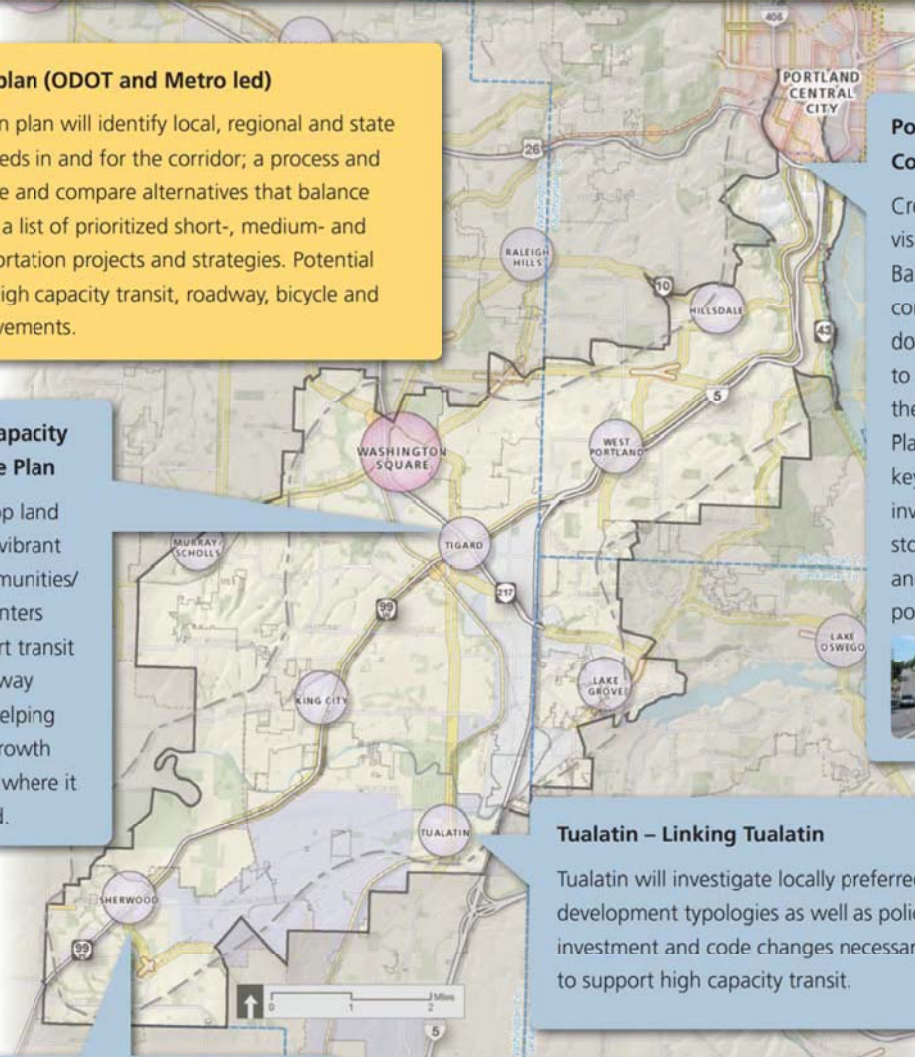 plan (ODOT and Metro led)
n plan will identify local, regional and state
eds in and for the corridor; a process and
e and compare alternatives that balance
a list of prioritized short-, medium- and
ortation projects and strategies. Potential
igh capacity transit, roadway, bicycle and
vements.
405
PORTLAND
CENTRAL
CITY
26
RALEIGH
HILLS
10
HILLSDALE
43
5
WASHINGTON
SQUARE
WEST
PORTLAND
apacity
e Plan
op land
vibrant
munities/
nters
rt transit
way
elping
rowth
where it
d.
MURRAY/
SCHOLLS
TIGARD
217
99
KING CITY
LAKE
GROVE
LAKE
OSWEGO
TUALATIN
SHERWOOD
99
0 1 2 Miles
5
Po
Co
Cre
vis
Ba
cor
do
to
the
Pla
key
inv
sto
and
po
Tualatin – Linking Tualatin
Tualatin will investigate locally preferred
development typologies as well as polic
investment and code changes necessar
to support high capacity transit.